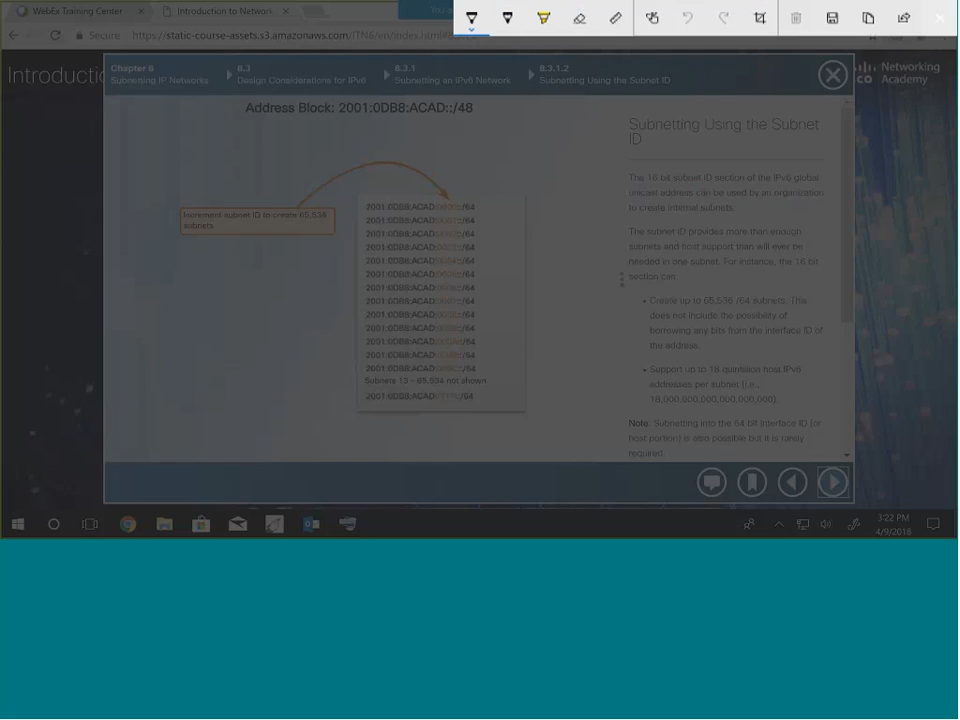 WebEx Training Center
Introduction to Network
Secure
https://static-course-assets.s3.amazonaws.com/ITN6/en/index.html#
Chapter 8
Subnetting IP Networks
8.3
Design Considerations for IPv6
8.3.1
Subnetting an IPv6 Network
8.3.1.2
Subnetting Using the Subnet ID
Networking
Academy
Address Block: 2001:0DB8:ACAD::/48
Increment subnet ID to create 65,536
subnets
2001:0DB8:ACAD:0000::/64
2001:0DB8:ACAD:0001::/64
2001:0DB8:ACAD: ::/64
2001:0DB8:ACAD: ::/64
2001:0DB8:ACAD: ::/64
2001:0DB8:ACAD: ::/64
2001:0DB8:ACAD: ::/64
2001:0DB8:ACAD: ::/64
2001:0DB8:ACAD: ::/64
2001:0DB8:ACAD: ::/64
2001:0DB8:ACAD: ::/64
2001:0DB8:ACAD: ::/64
2001:0DB8:ACAD: ::/64
Subnets 13 – 65,534 not shown
2001:0DB8:ACAD: ::/64
Subnetting Using the Subnet
ID
The 16 bit subnet ID section of the IPv6 global
unicast address can be used by an organization
to create internal subnets.
The subnet ID provides more than enough
subnets and host support than will ever be
needed in one subnet. For instance, the 16 bit
section can:
• Create up to 65,536 /64 subnets. This
does not include the possibility of
borrowing any bits from the interface ID of
the address.
• Support up to 18 quintillion host IPv6
addresses per subnet (i.e.,
18,000,000,000,000,000,000).
Note: Subnetting into the 64 bit interface ID (or
host portion) is also possible but it is rarely
required.
3:22 PM
4/9/2018